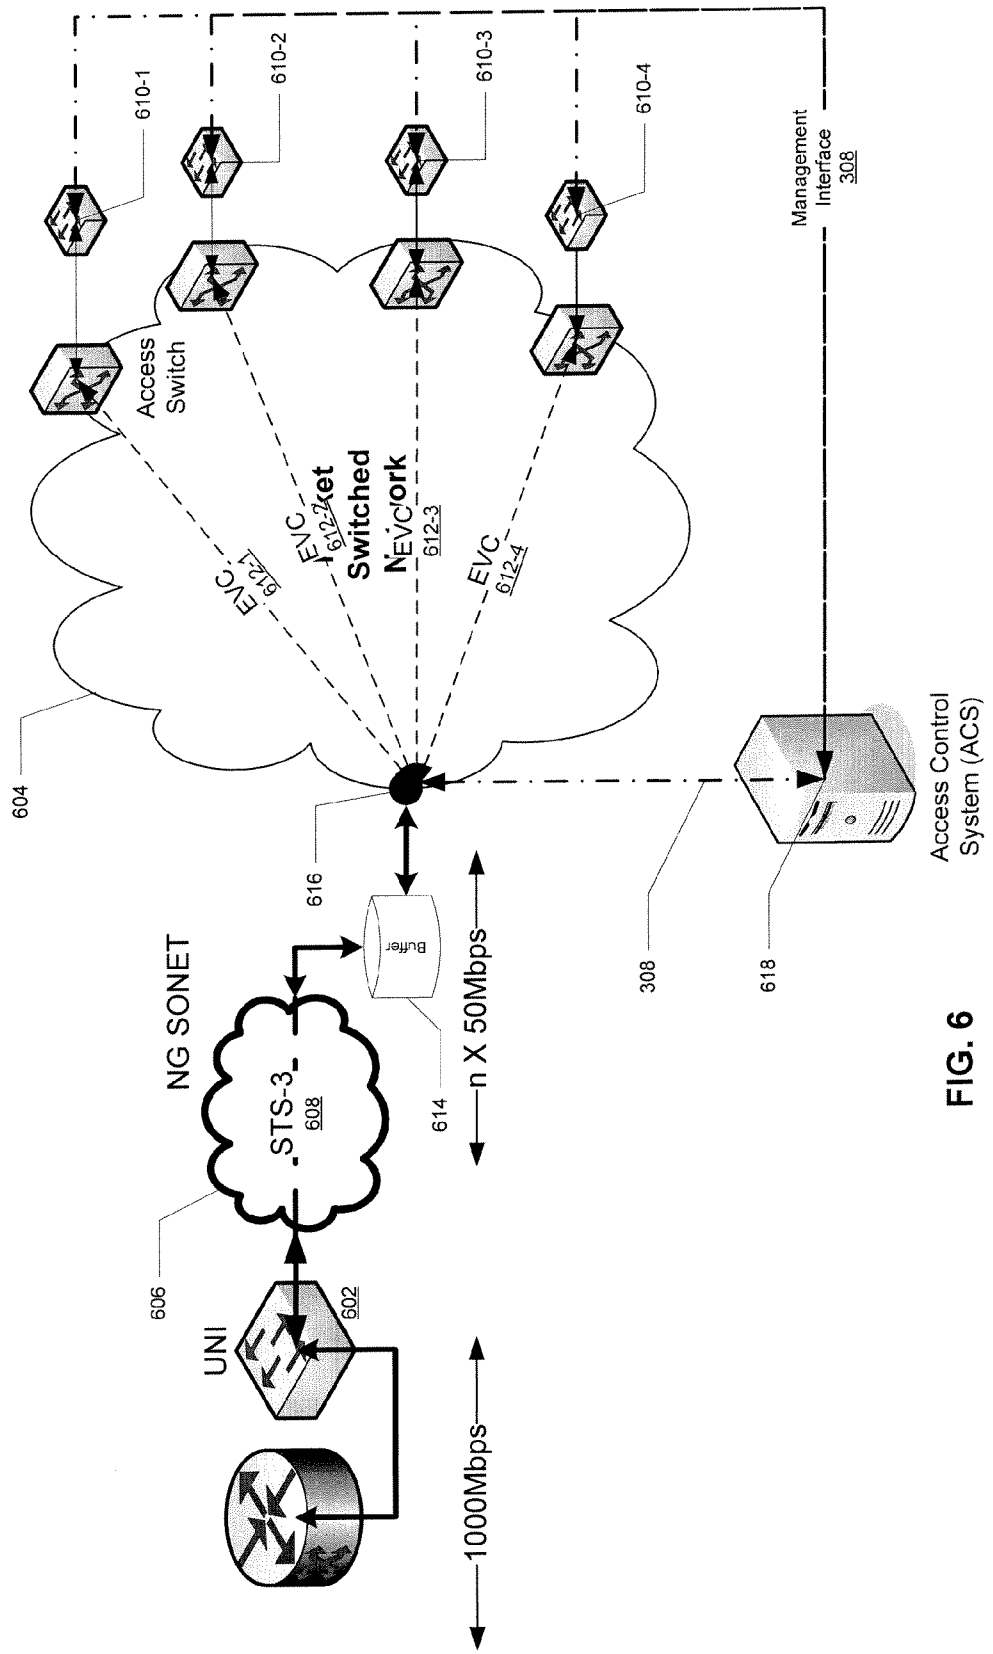 610-1
610-2
610-3
610-4
Management
Interface
308
Access
Switch
ket
Switched
N
work
EVC
612-1
EVC
612-2
EVC
612-3
EVC
612-4
604
616
Buffer
614
NG SONET
STS-3
608
606
UNI
602
n X 50Mbps
1000Mbps
308
618
Access Control
System (ACS)
FIG. 6